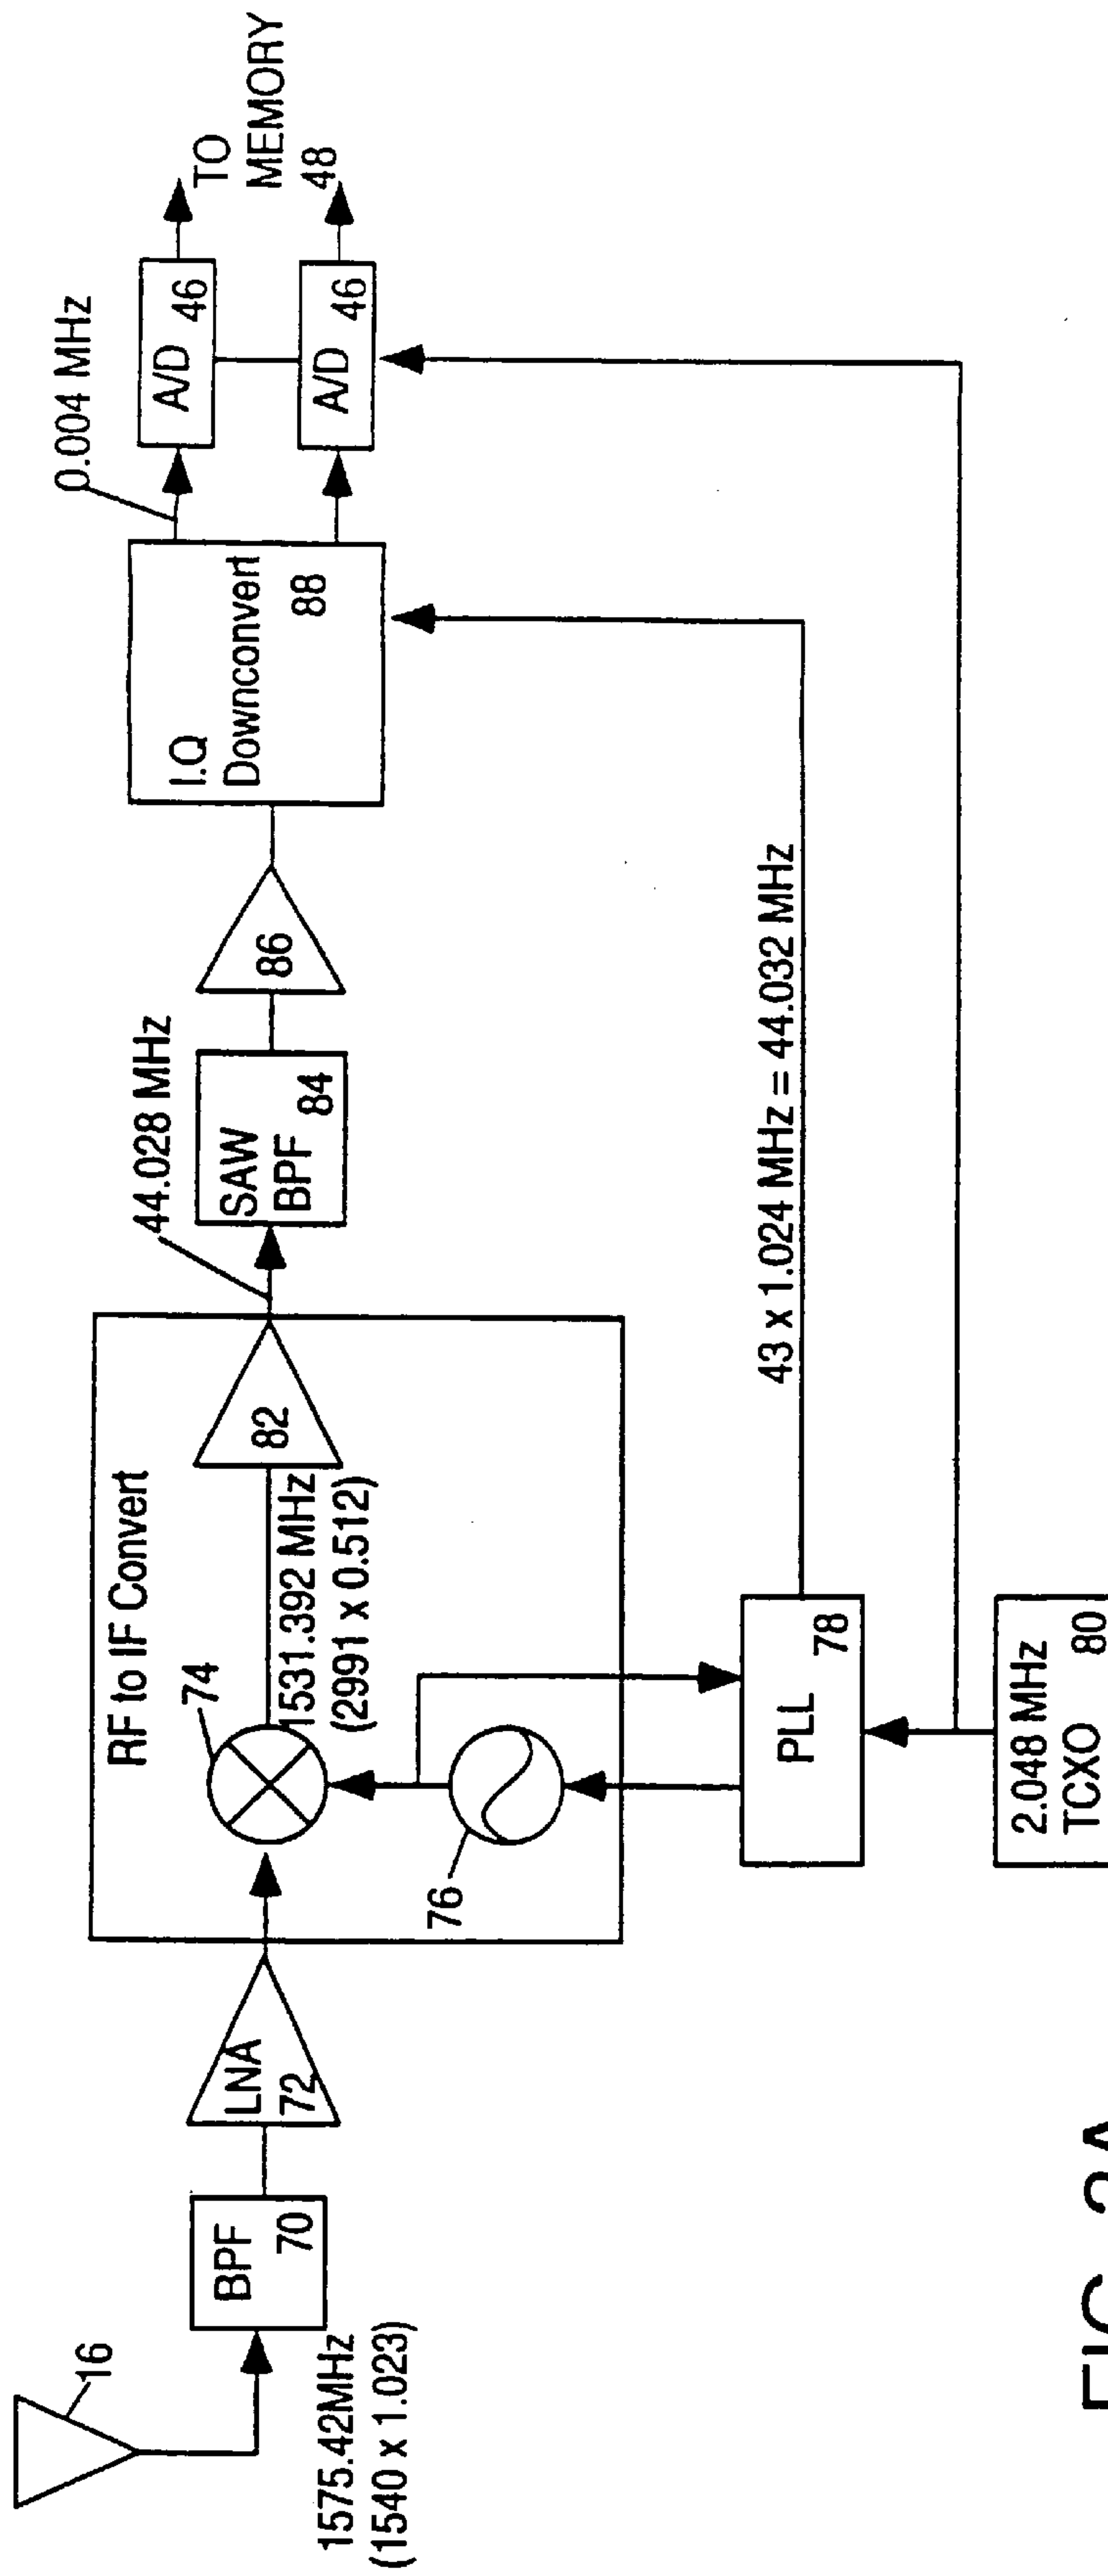 16
1575.42MHz
(1540 x 1.023)
BPF
70
LNA
72
RF to IF Convert
74
1531.392 MHz
(2991 x 0.512)
76
82
44.028 MHz
SAW
BPF 84
86
I.Q
Downconvert
88
0.004 MHz
A/D 46
A/D 46
TO
MEMORY
48
43 x 1.024 MHz = 44.032 MHz
PLL 78
2.048 MHz
TCXO 80